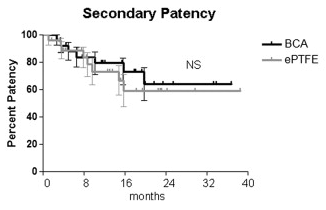 Secondary Patency
100
80
60
40
20
0
Percent Patency
NS
BCA
ePTFE
0 8 16 24 32 40
months